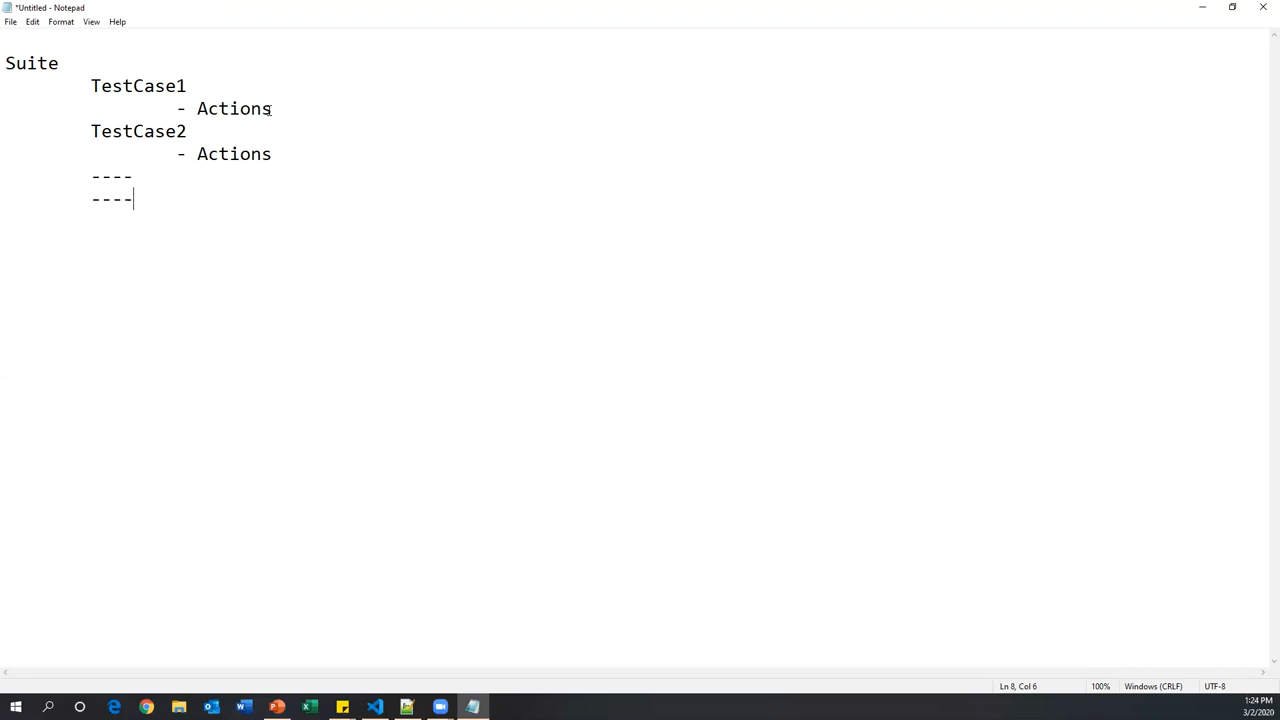 *Untitled - Notepad
File Edit Format View Help
Suite
TestCase1
- Actions
TestCase2
- Actions
----
----
Ln 8, Col 6 100% Windows (CRLF) UTF-8
1:24 PM
3/2/2020